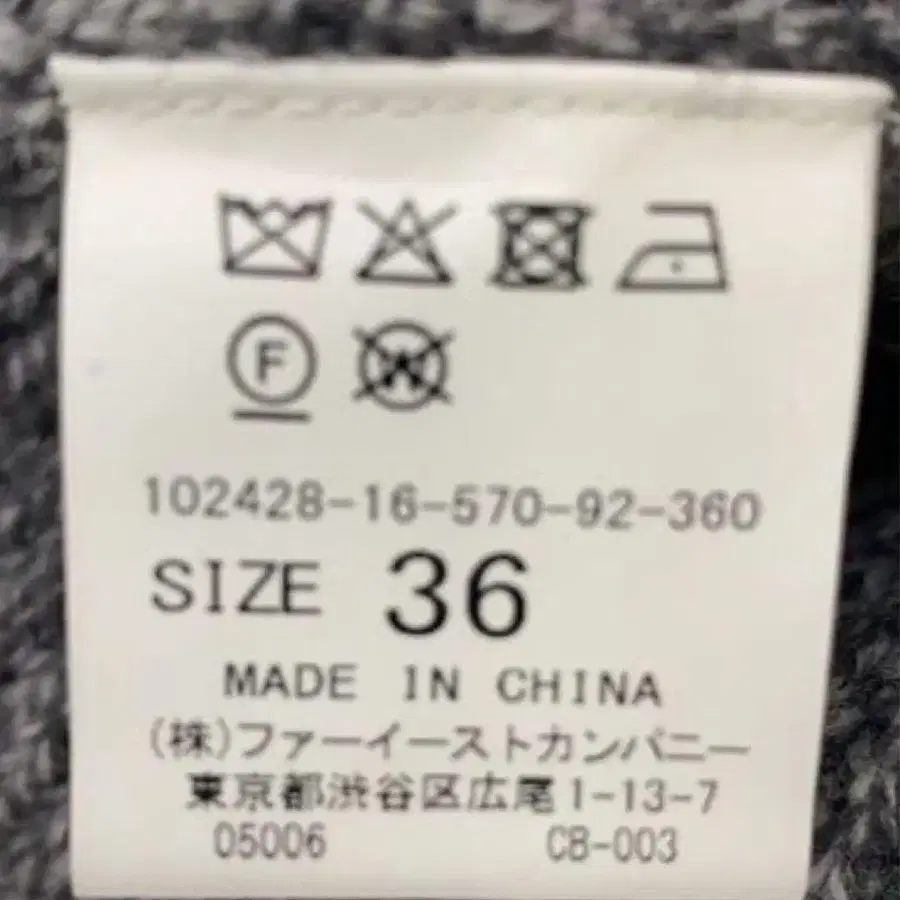 F W
102428-16-570-92-360
SIZE 36
MADE IN CHINA
(株)ファーイーストカンパニー
東京都渋谷区広尾1-13-7
05006 CB-003